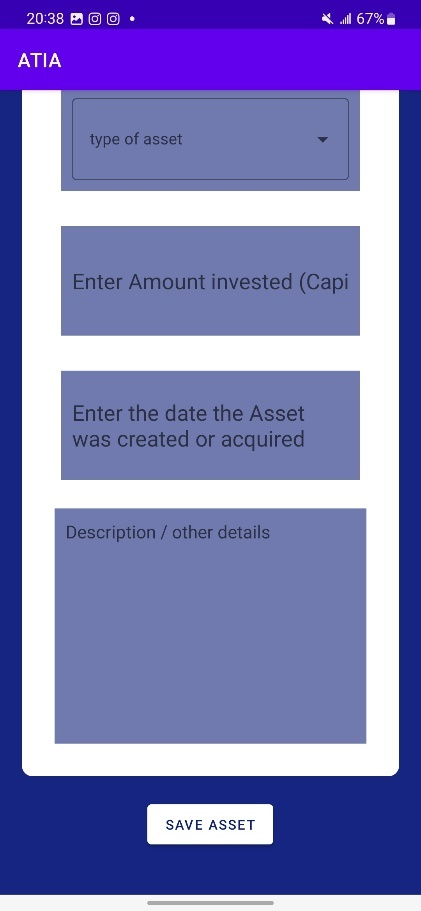 20:38 67%
ATIA
type of asset
Enter Amount invested (Capi
Enter the date the Asset
was created or acquired
Description / other details
SAVE ASSET